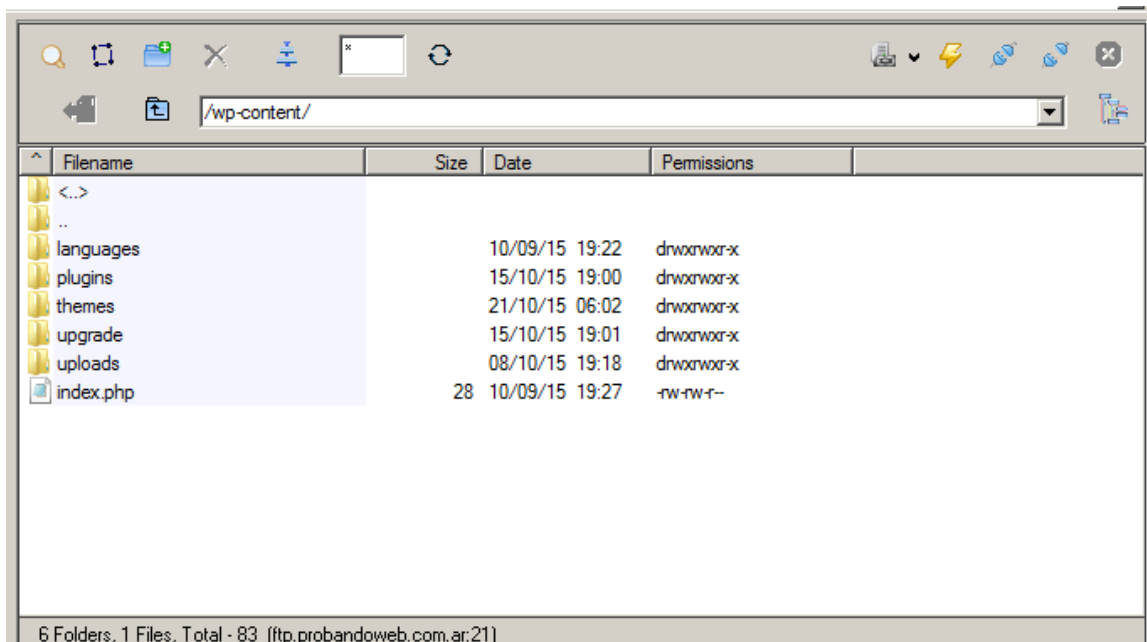 *
/wp-content/
^ Filename Size Date Permissions
<..>
..
languages 10/09/15 19:22 drwxrwxr-x
plugins 15/10/15 19:00 drwxrwxr-x
themes 21/10/15 06:02 drwxrwxr-x
upgrade 15/10/15 19:01 drwxrwxr-x
uploads 08/10/15 19:18 drwxrwxr-x
index.php 28 10/09/15 19:27 -rw-rw-r--
6 Folders, 1 Files, Total - 83 (ftp.probandoweb.com.ar:21)